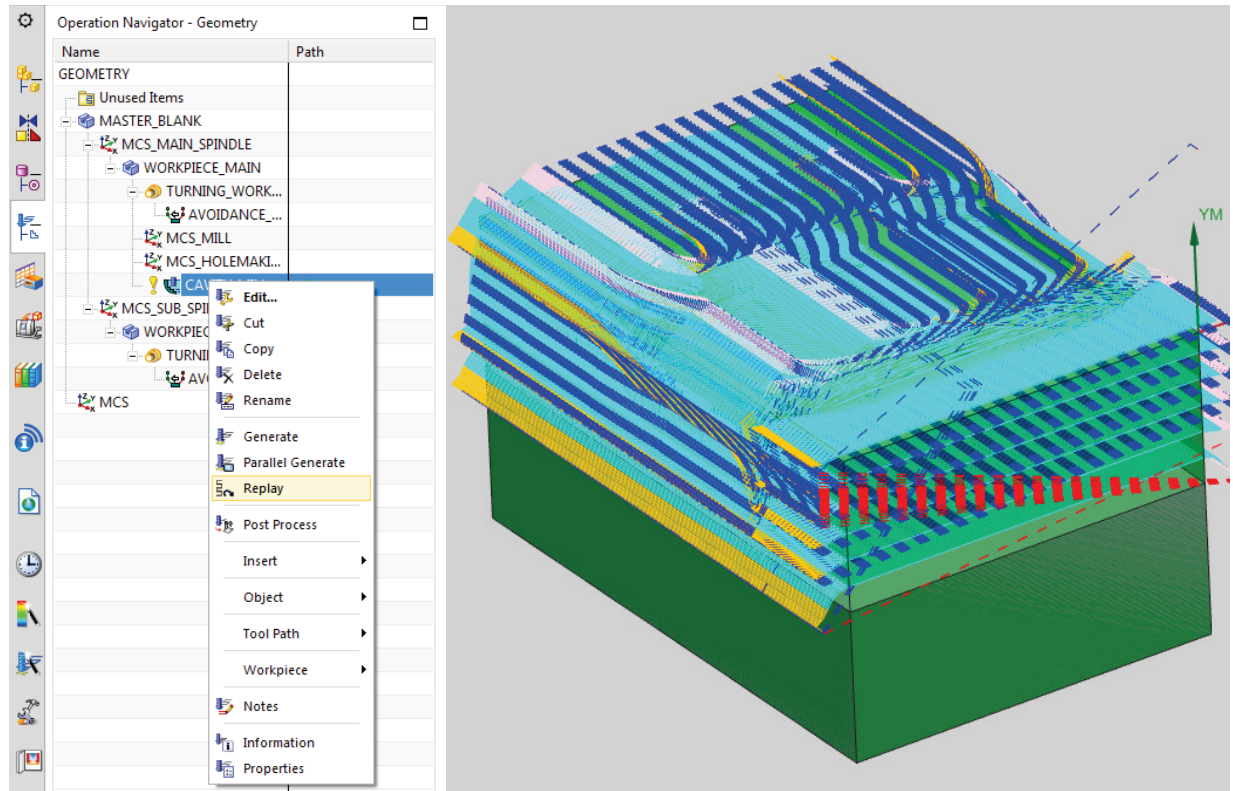 Operation Navigator - Geometry
Name Path
GEOMETRY
Unused Items
MASTER_BLANK
MCS_MAIN_SPINDLE
WORKPIECE_MAIN
TURNING_WORK...
AVOIDANCE_...
MCS_MILL
MCS_HOLEMAKI...
MCS_SUB_SPI
WORKPIEC
TURNI
AV
MCS
Edit...
Cut
Copy
Delete
Rename
Generate
Parallel Generate
Replay
Post Process
Insert
Object
Tool Path
Workpiece
Notes
Information
Properties
YM